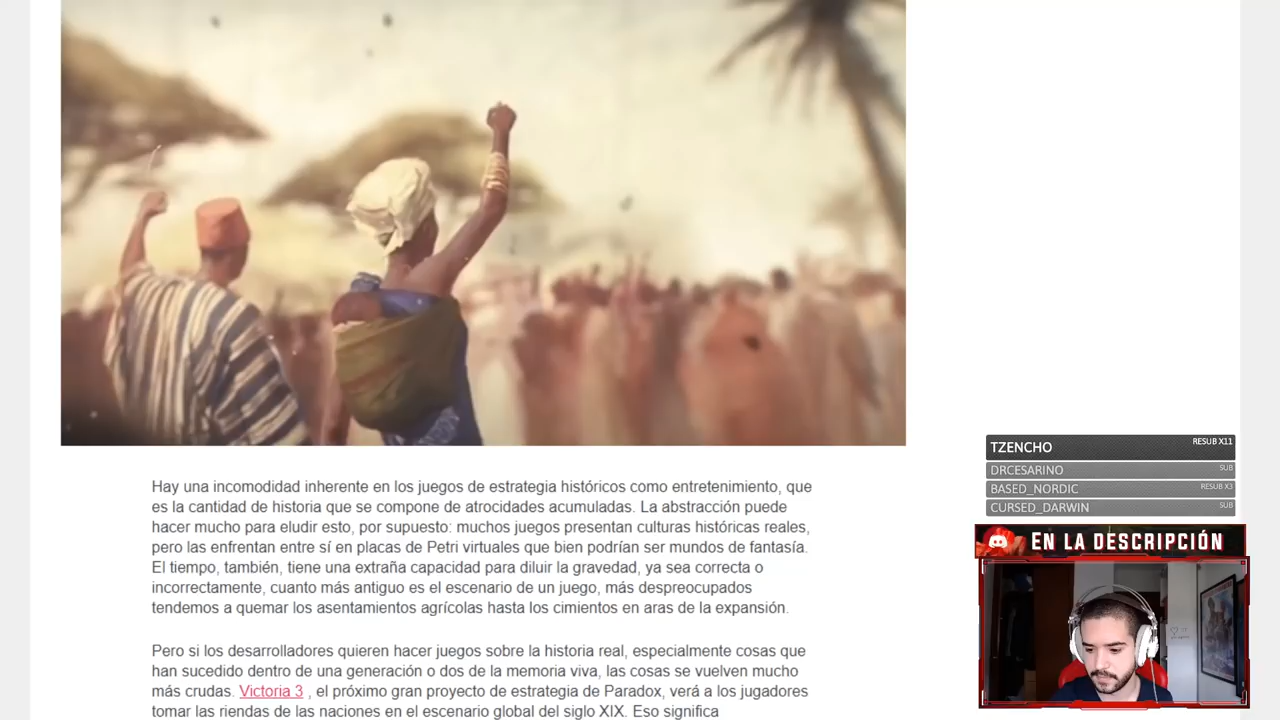 Hay una incomodidad inherente en los juegos de estrategia históricos como entretenimiento, que
es la cantidad de historia que se compone de atrocidades acumuladas. La abstracción puede
hacer mucho para eludir esto, por supuesto: muchos juegos presentan culturas históricas reales,
pero las enfrentan entre sí en placas de Petri virtuales que bien podrían ser mundos de fantasía.
El tiempo, también, tiene una extraña capacidad para diluir la gravedad, ya sea correcta o
incorrectamente, cuanto más antiguo es el escenario de un juego, más despreocupados
tendemos a quemar los asentamientos agrícolas hasta los cimientos en aras de la expansión.
Pero si los desarrolladores quieren hacer juegos sobre la historia real, especialmente cosas que
han sucedido dentro de una generación o dos de la memoria viva, las cosas se vuelven mucho
más crudas. Victoria 3 , el próximo gran proyecto de estrategia de Paradox, verá a los jugadores
tomar las riendas de las naciones en el escenario global del siglo XIX. Eso significa
TZENCHO RESUB X11
DRCESARINO SUB
BASED_NORDIC RESUB X3
CURSED_DARWIN SUB
EN LA DESCRIPCIÓN